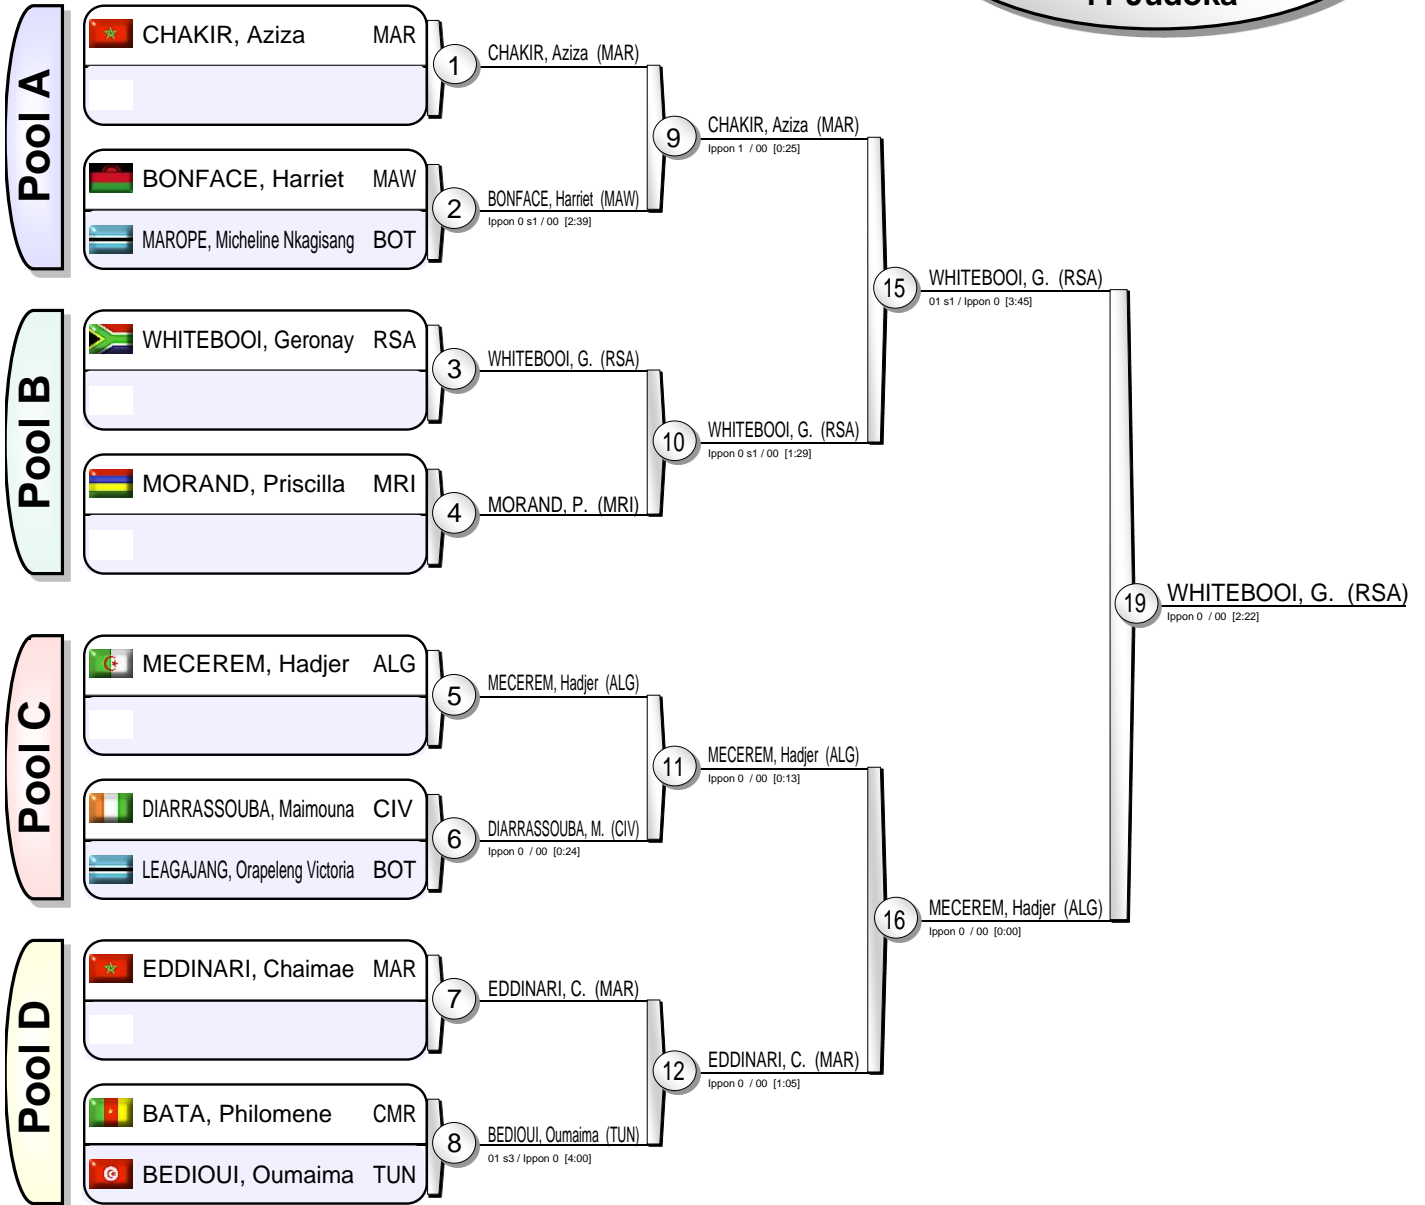 11 Judoka
Pool A
CHAKIR, Aziza MAR
1
CHAKIR, Aziza (MAR)
BONFACE, Harriet MAW
MAROPE, Micheline Nkagisang BOT
2
BONFACE, Harriet (MAW)
Ippon 0 s1 / 00 [2:39]
9
CHAKIR, Aziza (MAR)
Ippon 1 / 00 [0:25]
Pool B
WHITEBOOI, Geronay RSA
3
WHITEBOOI, G. (RSA)
MORAND, Priscilla MRI
4
MORAND, P. (MRI)
10
WHITEBOOI, G. (RSA)
Ippon 0 s1 / 00 [1:29]
15
WHITEBOOI, G. (RSA)
01 s1 / Ippon 0 [3:45]
Pool C
MECEREM, Hadjer ALG
5
MECEREM, Hadjer (ALG)
DIARRASSOUBA, Maimouna CIV
LEAGAJANG, Orapeleng Victoria BOT
6
DIARRASSOUBA, M. (CIV)
Ippon 0 / 00 [0:24]
11
MECEREM, Hadjer (ALG)
Ippon 0 / 00 [0:13]
Pool D
EDDINARI, Chaimae MAR
7
EDDINARI, C. (MAR)
BATA, Philomene CMR
BEDIOUI, Oumaima TUN
8
BEDIOUI, Oumaima (TUN)
01 s3 / Ippon 0 [4:00]
12
EDDINARI, C. (MAR)
Ippon 0 / 00 [1:05]
16
MECEREM, Hadjer (ALG)
Ippon 0 / 00 [0:00]
19
WHITEBOOI, G. (RSA)
Ippon 0 / 00 [2:22]